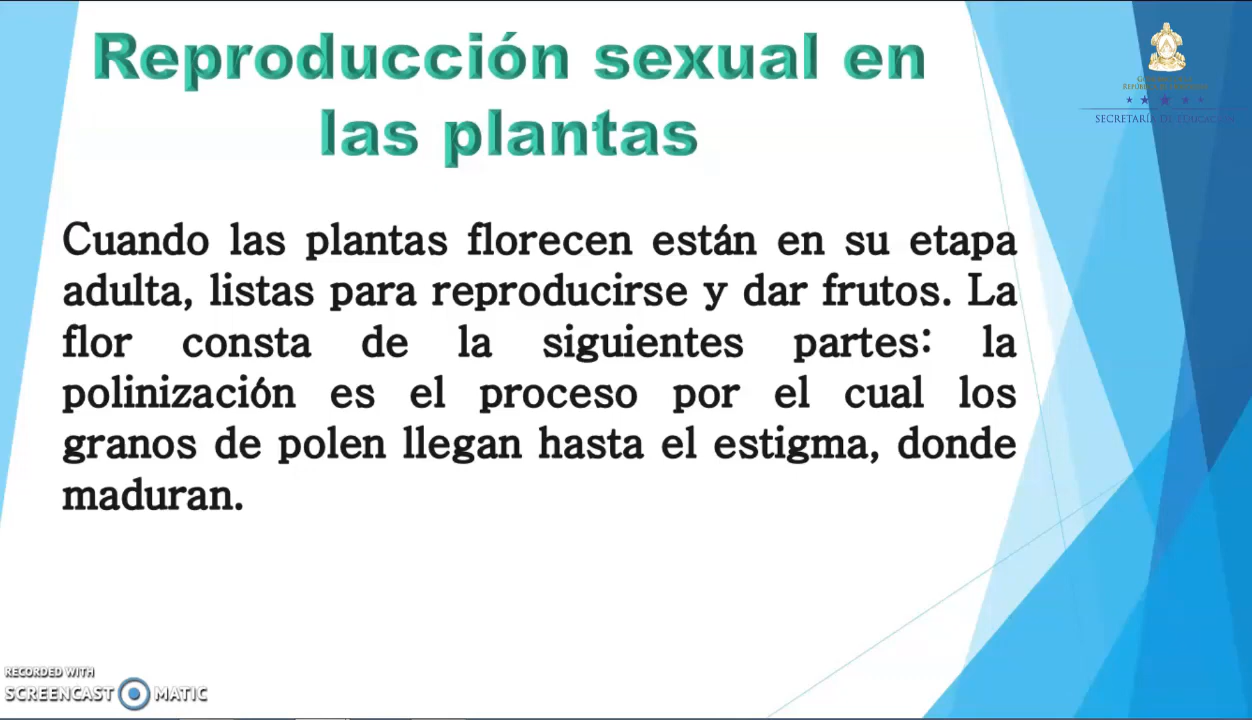 Reproducción sexual en
las plantas
Cuando las plantas florecen están en su etapa
adulta, listas para reproducirse y dar frutos. La
flor consta de la siguientes partes: la
polinización es el proceso por el cual los
granos de polen llegan hasta el estigma, donde
maduran.
SECRETARÍA DE EDUCACIÓN
RECORDED WITH
SCREENCAST MATIC